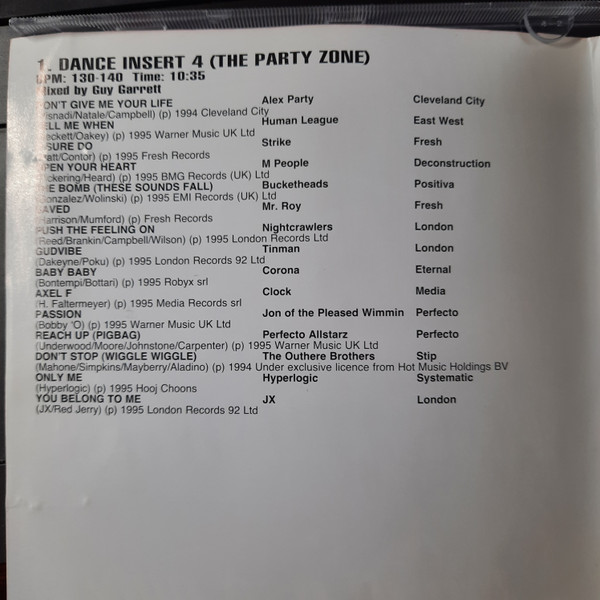 1. DANCE INSERT 4 (THE PARTY ZONE)
BPM: 130-140 Time: 10:35
Mixed by Guy Garrett
DON'T GIVE ME YOUR LIFE Alex Party Cleveland City
(Visnadi/Natale/Campbell) (p) 1994 Cleveland City
TELL ME WHEN Human League East West
(Beckett/Oakey) (p) 1995 Warner Music UK Ltd
U SURE DO Strike Fresh
(/Contor) (p) 1995 Fresh Records
OPEN YOUR HEART M People Deconstruction
(Pickering/Heard) (p) 1995 BMG Records (UK) Ltd
THE BOMB (THESE SOUNDS FALL) Bucketheads Positiva
(Gonzalez/Wolinski) (p) 1995 EMI Records (UK) Ltd
SAVED Mr. Roy Fresh
(Harrison/Mumford) (p) Fresh Records
PUSH THE FEELING ON Nightcrawlers London
(Reed/Brankin/Campbell/Wilson) (p) 1995 London Records Ltd
GUDVIBE Tinman London
(Dakeyne/Poku) (p) 1995 London Records 92 Ltd
BABY BABY Corona Eternal
(Bontempi/Bottari) (p) 1995 Robyx srl
AXEL F Clock Media
(H. Faltermeyer) (p) 1995 Media Records srl
PASSION Jon of the Pleased Wimmin Perfecto
(Bobby 'O) (p) 1995 Warner Music UK Ltd
REACH UP (PIGBAG) Perfecto Allstarz Perfecto
(Underwood/Moore/Johnstone/Carpenter) (p) 1995 Warner Music UK Ltd
DON'T STOP (WIGGLE WIGGLE) The Outhere Brothers Stip
(Mahone/Simpkins/Mayberry/Aladino) (p) 1994 Under exclusive licence from Hot Music Holdings BV
ONLY ME Hyperlogic Systematic
(Hyperlogic) (p) 1995 Hooj Choons
YOU BELONG TO ME JX London
(JX/Red Jerry) (p) 1995 London Records 92 Ltd